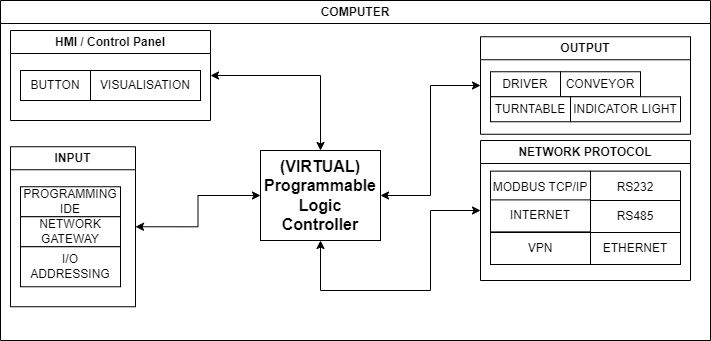 COMPUTER
HMI / Control Panel
BUTTON
VISUALISATION
INPUT
PROGRAMMING
IDE
NETWORK
GATEWAY
I/O
ADDRESSING
(VIRTUAL)
Programmable
Logic
Controller
OUTPUT
DRIVER
CONVEYOR
TURNTABLE
INDICATOR LIGHT
NETWORK PROTOCOL
MODBUS TCP/IP
RS232
INTERNET
RS485
VPN
ETHERNET